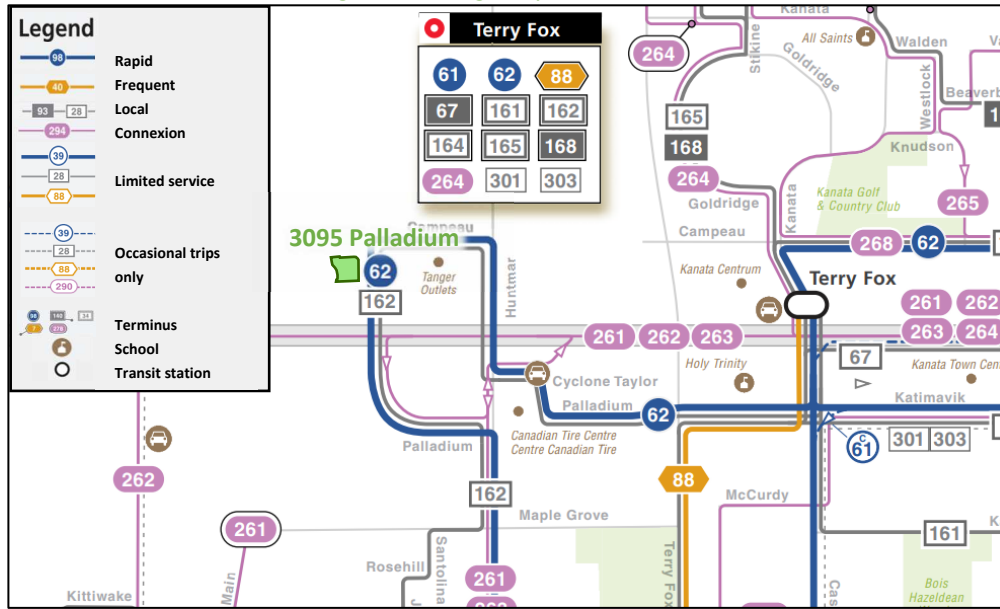 Legend
98
Rapid
40
Frequent
93
28
Local
294
Connexion
39
28
88
Limited service
39
28
88
290
Occasional trips
only
Terminus
School
Transit station
Terry Fox
61
62
88
67
161
162
164
165
168
264
301
303
264
Stikine
Kanata
All Saints
Goldridge
Walden
Westlock
Beaverb
165
168
264
Knudson
265
Goldridge
Kanata
Kanata Golf
& Country Club
Campeau
268
62
3095 Palladium
Campeau
62
162
Tanger
Outlets
Huntmar
Kanata Centrum
Terry Fox
261
262
263
264
261
262
263
Holy Trinity
67
Kanata Town Cen
Cyclone Taylor
Palladium
62
Katimavik
Canadian Tire Centre
Centre Canadian Tire
C
61
301
303
Palladium
262
162
88
McCurdy
261
Maple Grove
161
Rosehill
Santolina
Terry Fox
Main
261
Kittiwake
Cas
Bois
Hazeldean